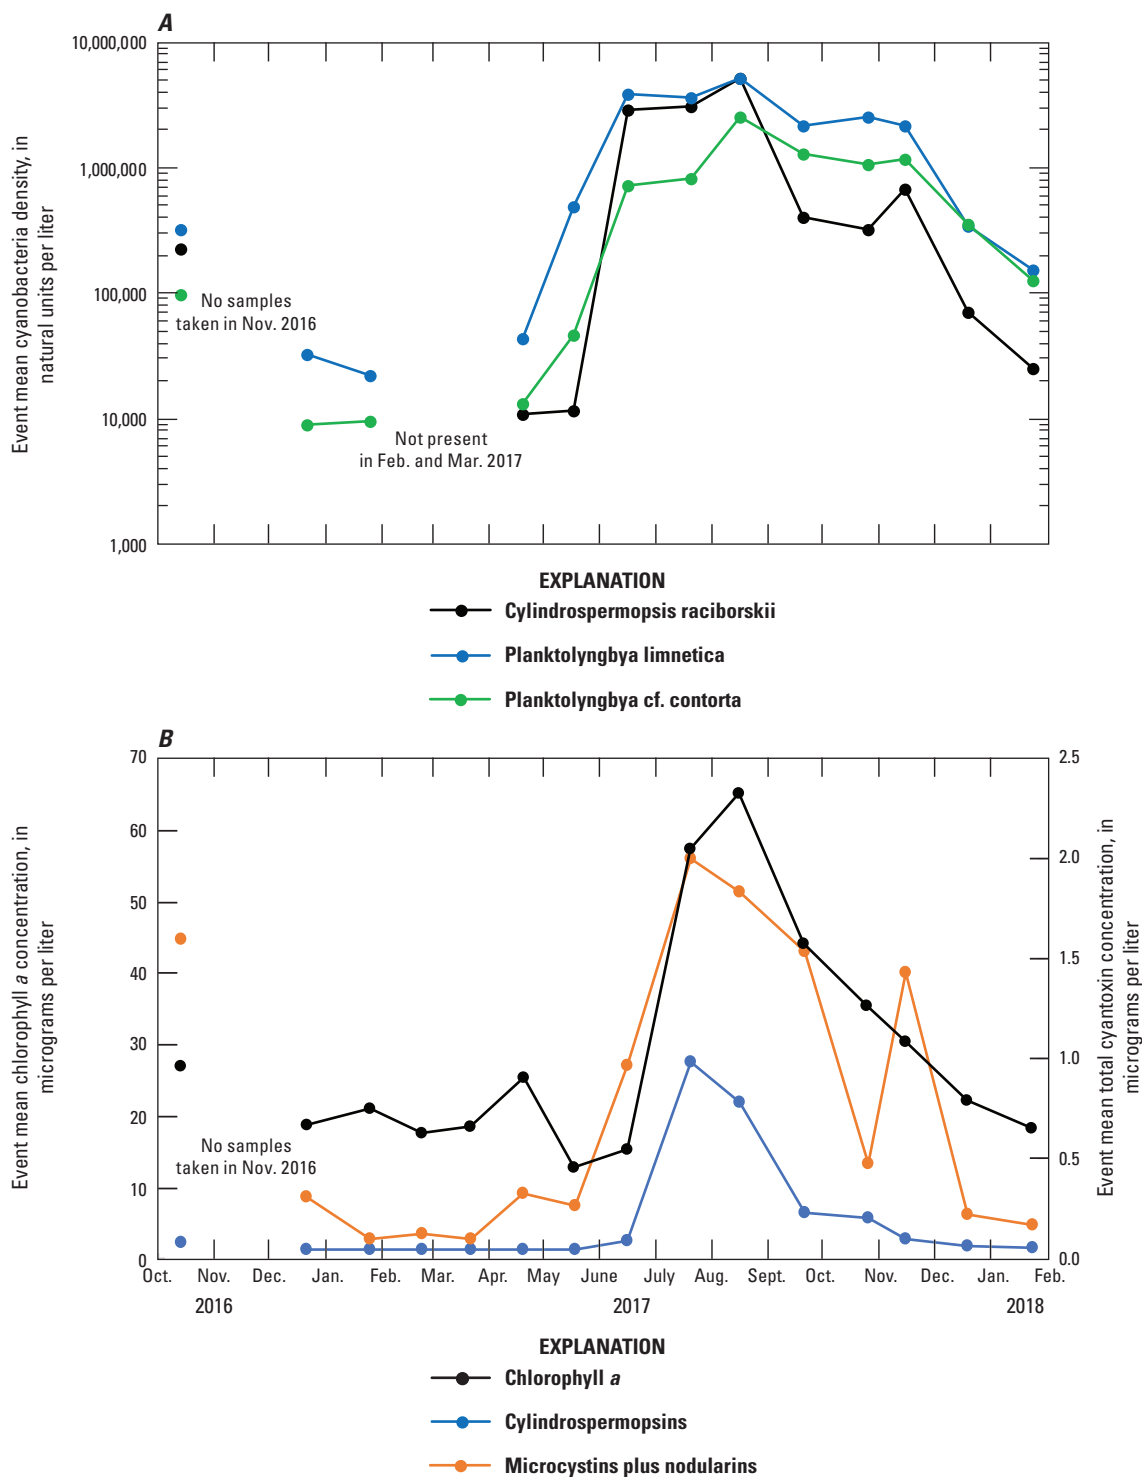 A
10,000,000
1,000,000
100,000
10,000
1,000
Event mean cyanobacteria density, in
natural units per liter
No samples
taken in Nov. 2016
Not present
in Feb. and Mar. 2017
EXPLANATION
Cylindrospermopsis raciborskii
Planktolyngbya limnetica
Planktolyngbya cf. contorta
B
70
60
50
40
30
20
10
0
Event mean chlorophyll a concentration, in
micrograms per liter
2.5
2.0
1.5
1.0
0.5
0.0
Event mean total cyantoxin concentration, in
micrograms per liter
No samples
taken in Nov. 2016
Oct. Nov. Dec. Jan. Feb. Mar. Apr. May June July Aug. Sept. Oct. Nov. Dec. Jan. Feb.
2016 2017 2018
EXPLANATION
Chlorophyll a
Cylindrospermopsins
Microcystins plus nodularins